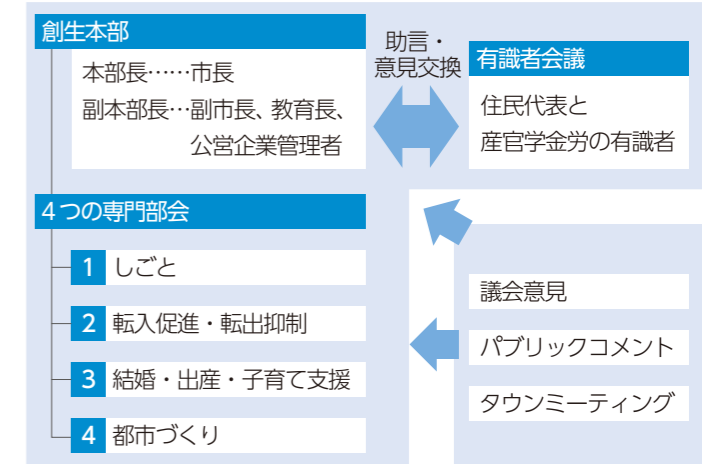 創生本部
本部長……市長
副本部長…副市長、教育長、
公営企業管理者
助言・
意見交換
有識者会議
住民代表と
産官学金労の有識者
4つの専門部会
1 しごと
2 転入促進・転出抑制
3 結婚・出産・子育て支援
4 都市づくり
議会意見
パブリックコメント
タウンミーティング